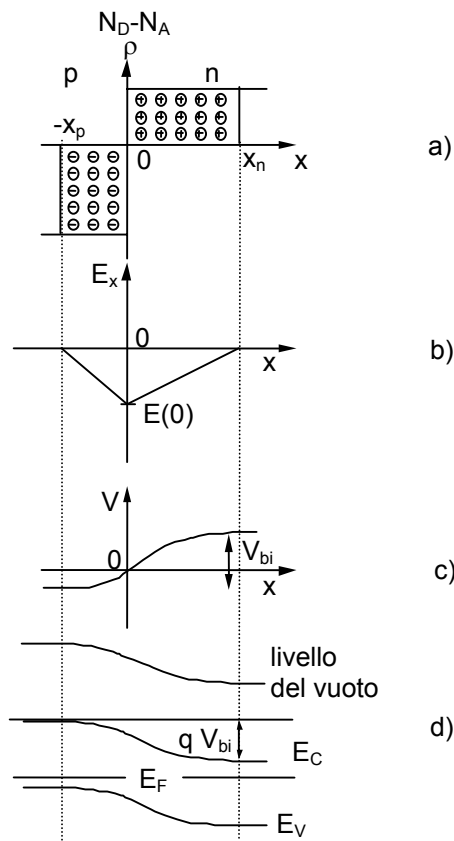 N_D-N_A
ρ
p
n
-x_p
0
x_n
x
a)
E_x
0
x
b)
E(0)
V
0
V_bi
x
c)
livello
del vuoto
q V_bi
d)
E_C
E_F
E_V